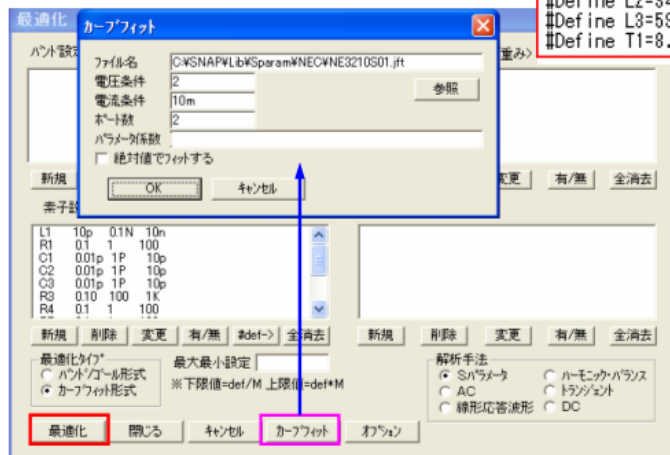 #Define L2=34
#Define L3=59
#Define T1=8.
最適化
カーブフィット
バンド設定
重み>
ファイル名 C:¥SNAP¥Lib¥Sparam¥NEC¥NE3210S01.jft
電圧条件 2
参照
電流条件 10m
ポート数 2
パラメータ係数
絶対値でフィットする
OK キャンセル
新規 変更 有/無 全消去
素子設
L1 10p 0.1N 10n
R1 0.1 1 100
C1 0.01p 1P 10p
C2 0.01p 1P 10p
C3 0.01p 1P 10p
R3 0.10 100 1K
R4 0.1 1 100
新規 削除 変更 有/無 #def-> 全消去 新規 削除 変更 有/無 全消去
最適化タイプ
バンド/ゴール形式
カーブフィット形式
最大最小設定
※下限値=def/M 上限値=def*M
解析手法
Sパラメータ ハーモニック・バランス
AC トランジェント
線形応答波形 DC
最適化 閉じる キャンセル カーブフィット オプション